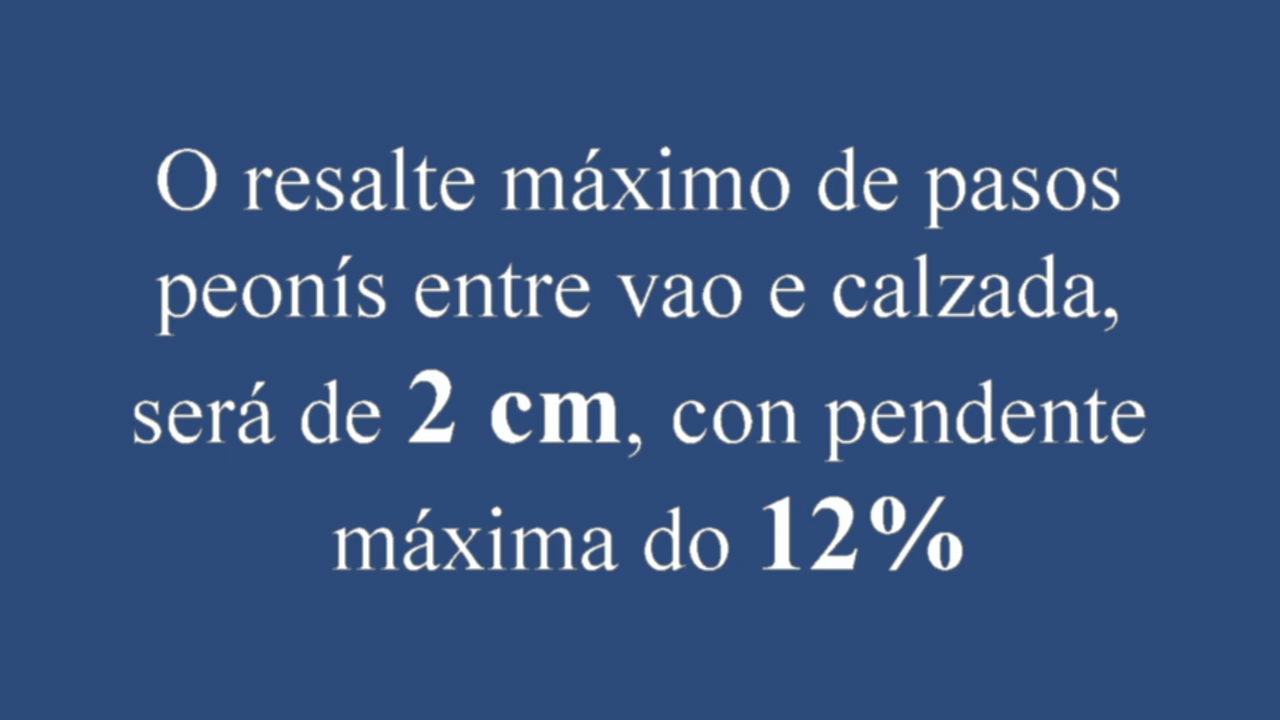 O resalte máximo de pasos
peonís entre vao e calzada,
será de 2 cm, con pendente
máxima do 12%